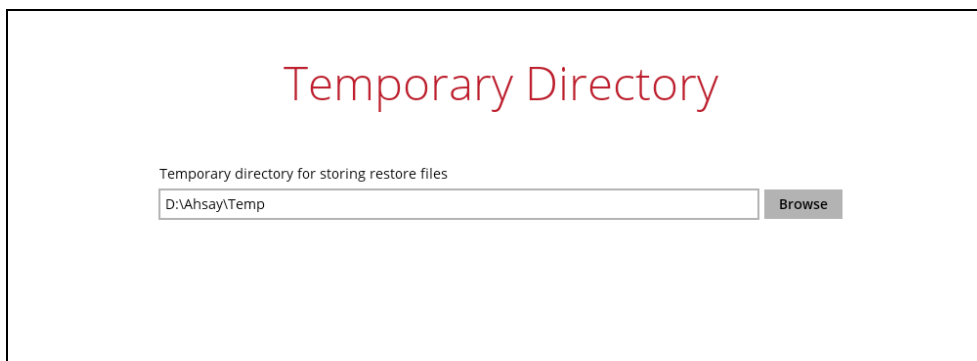 Temporary Directory
Temporary directory for storing restore files
D:\Ahsay\Temp
Browse